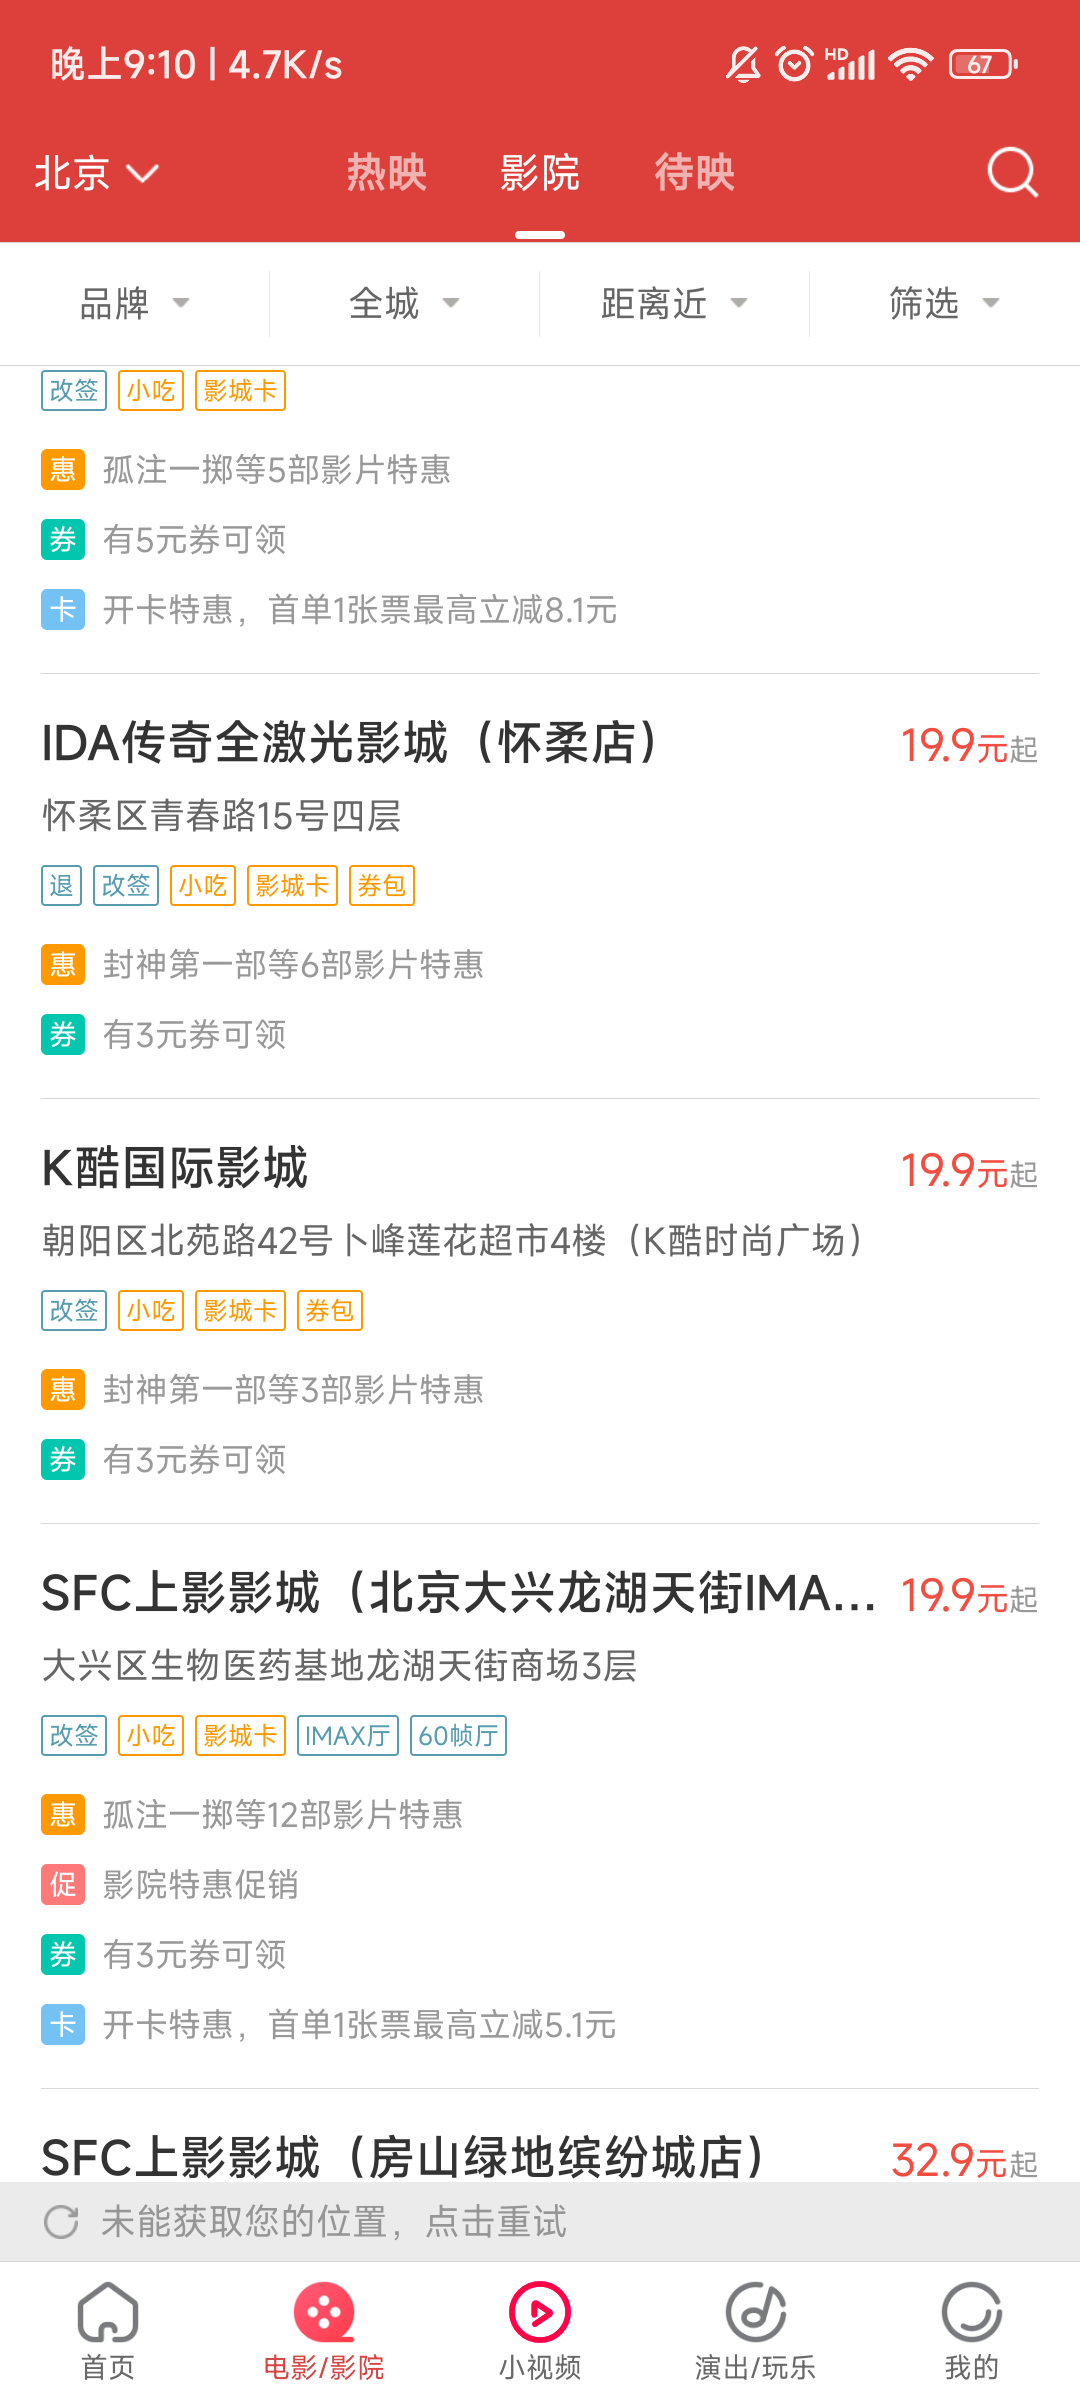 晚上9:10 | 4.7K/s
HD
67
北京
热映 影院 待映
品牌 全城 距离近 筛选
改签 小吃 影城卡
惠 孤注一掷等5部影片特惠
券 有5元券可领
卡 开卡特惠，首单1张票最高立减8.1元
IDA传奇全激光影城（怀柔店） 19.9元起
怀柔区青春路15号四层
退 改签 小吃 影城卡 券包
惠 封神第一部等6部影片特惠
券 有3元券可领
K酷国际影城 19.9元起
朝阳区北苑路42号卜峰莲花超市4楼（K酷时尚广场）
改签 小吃 影城卡 券包
惠 封神第一部等3部影片特惠
券 有3元券可领
SFC上影影城（北京大兴龙湖天街IMA... 19.9元起
大兴区生物医药基地龙湖天街商场3层
改签 小吃 影城卡 IMAX厅 60帧厅
惠 孤注一掷等12部影片特惠
促 影院特惠促销
券 有3元券可领
卡 开卡特惠，首单1张票最高立减5.1元
SFC上影影城（房山绿地缤纷城店） 32.9元起
未能获取您的位置，点击重试
首页 电影/影院 小视频 演出/玩乐 我的